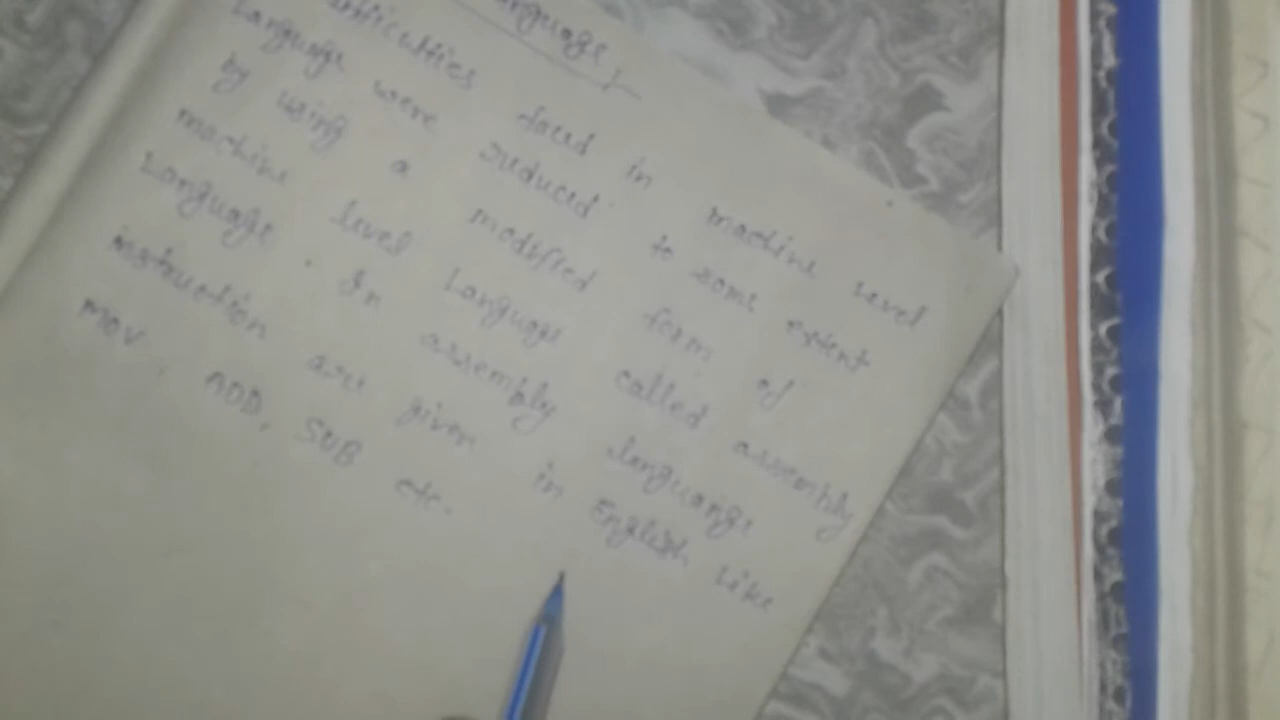 Language :-
difficulties faced in machine level
Language were reduced to some extent
by using a modified form of
machine level Language called assembly
Language. In assembly languange
instruction are given in English like
MOV, ADD, SUB etc.